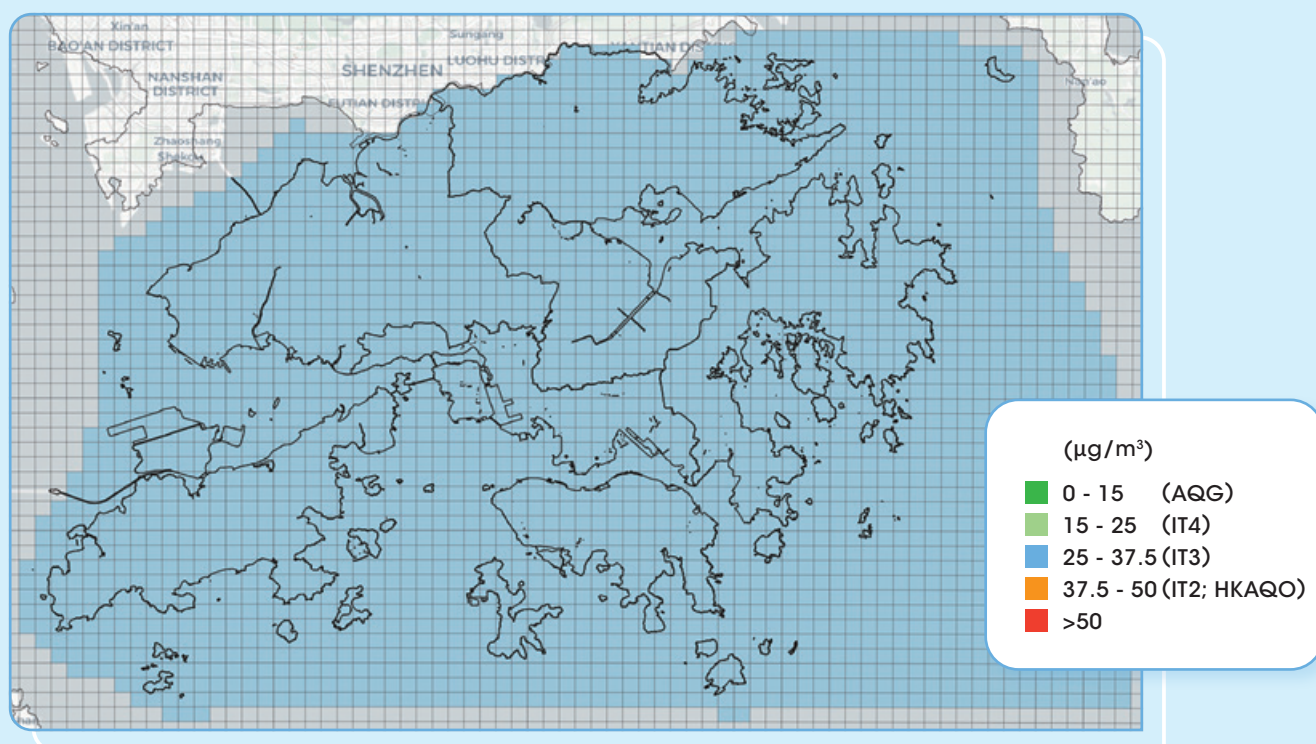 Xin'an
BAO'AN DISTRICT
Sungang
LUOHU DISTR
SHENZHEN
NANSHAN
DISTRICT
FUTIAN DISTRI
Zhaoshang
Shekou
(μg/m³)
0 - 15 (AQG)
15 - 25 (IT4)
25 - 37.5 (IT3)
37.5 - 50 (IT2; HKAQO)
>50